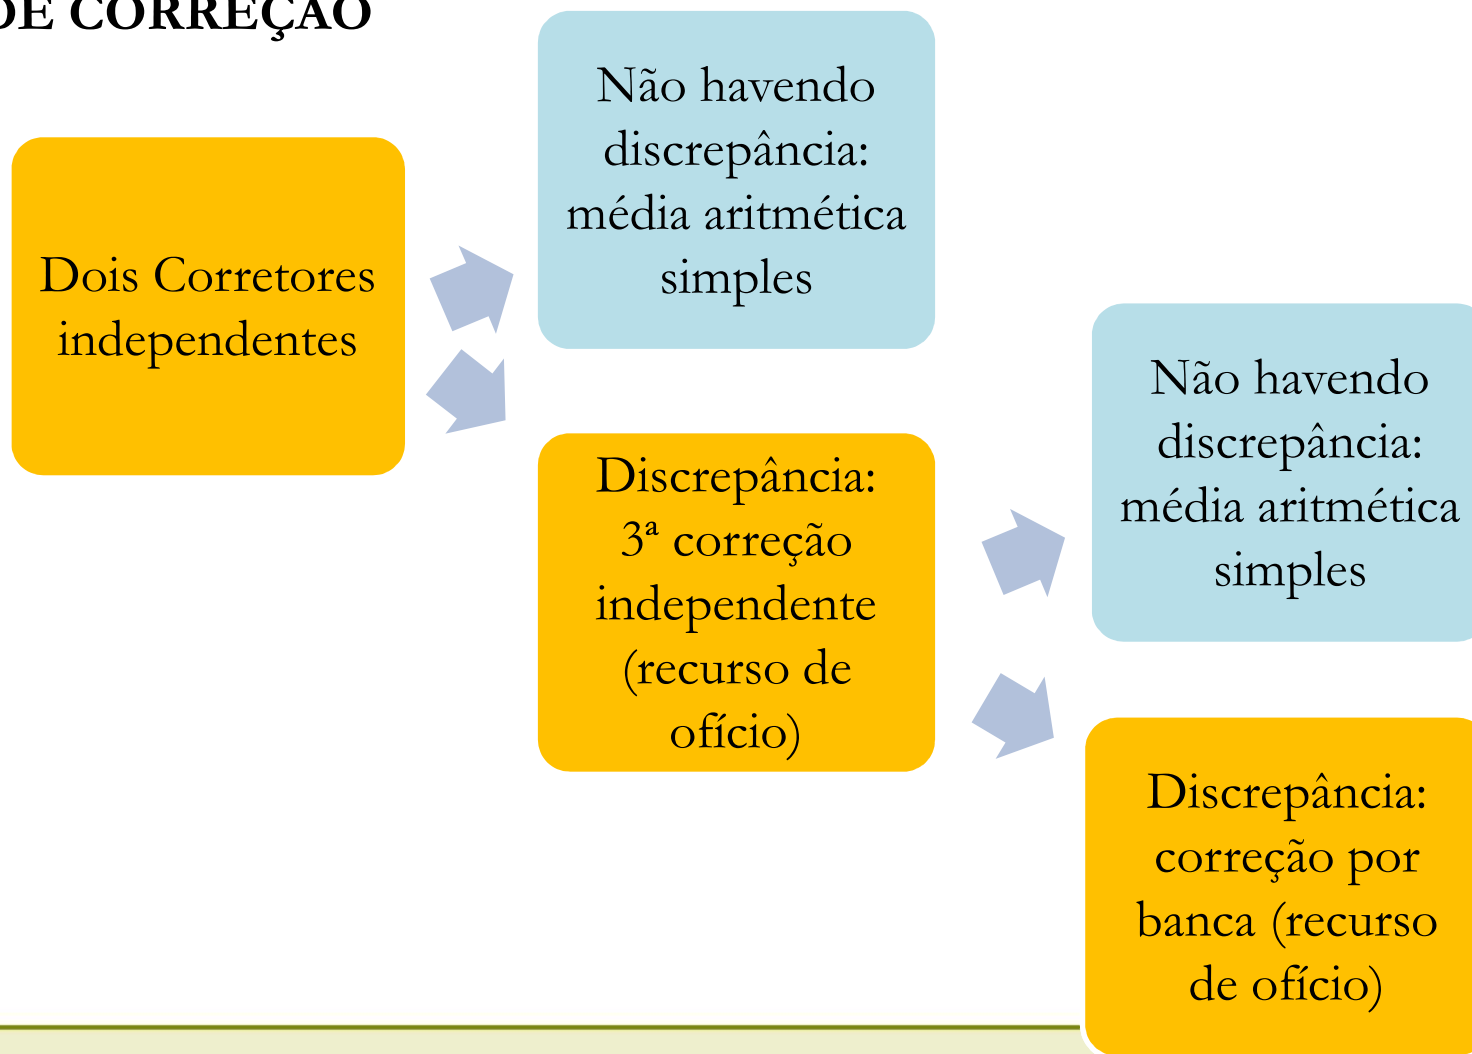 DE CORREÇÃO
Dois Corretores
independentes
Não havendo
discrepância:
média aritmética
simples
Discrepância:
3ª correção
independente
(recurso de
ofício)
Não havendo
discrepância:
média aritmética
simples
Discrepância:
correção por
banca (recurso
de ofício)